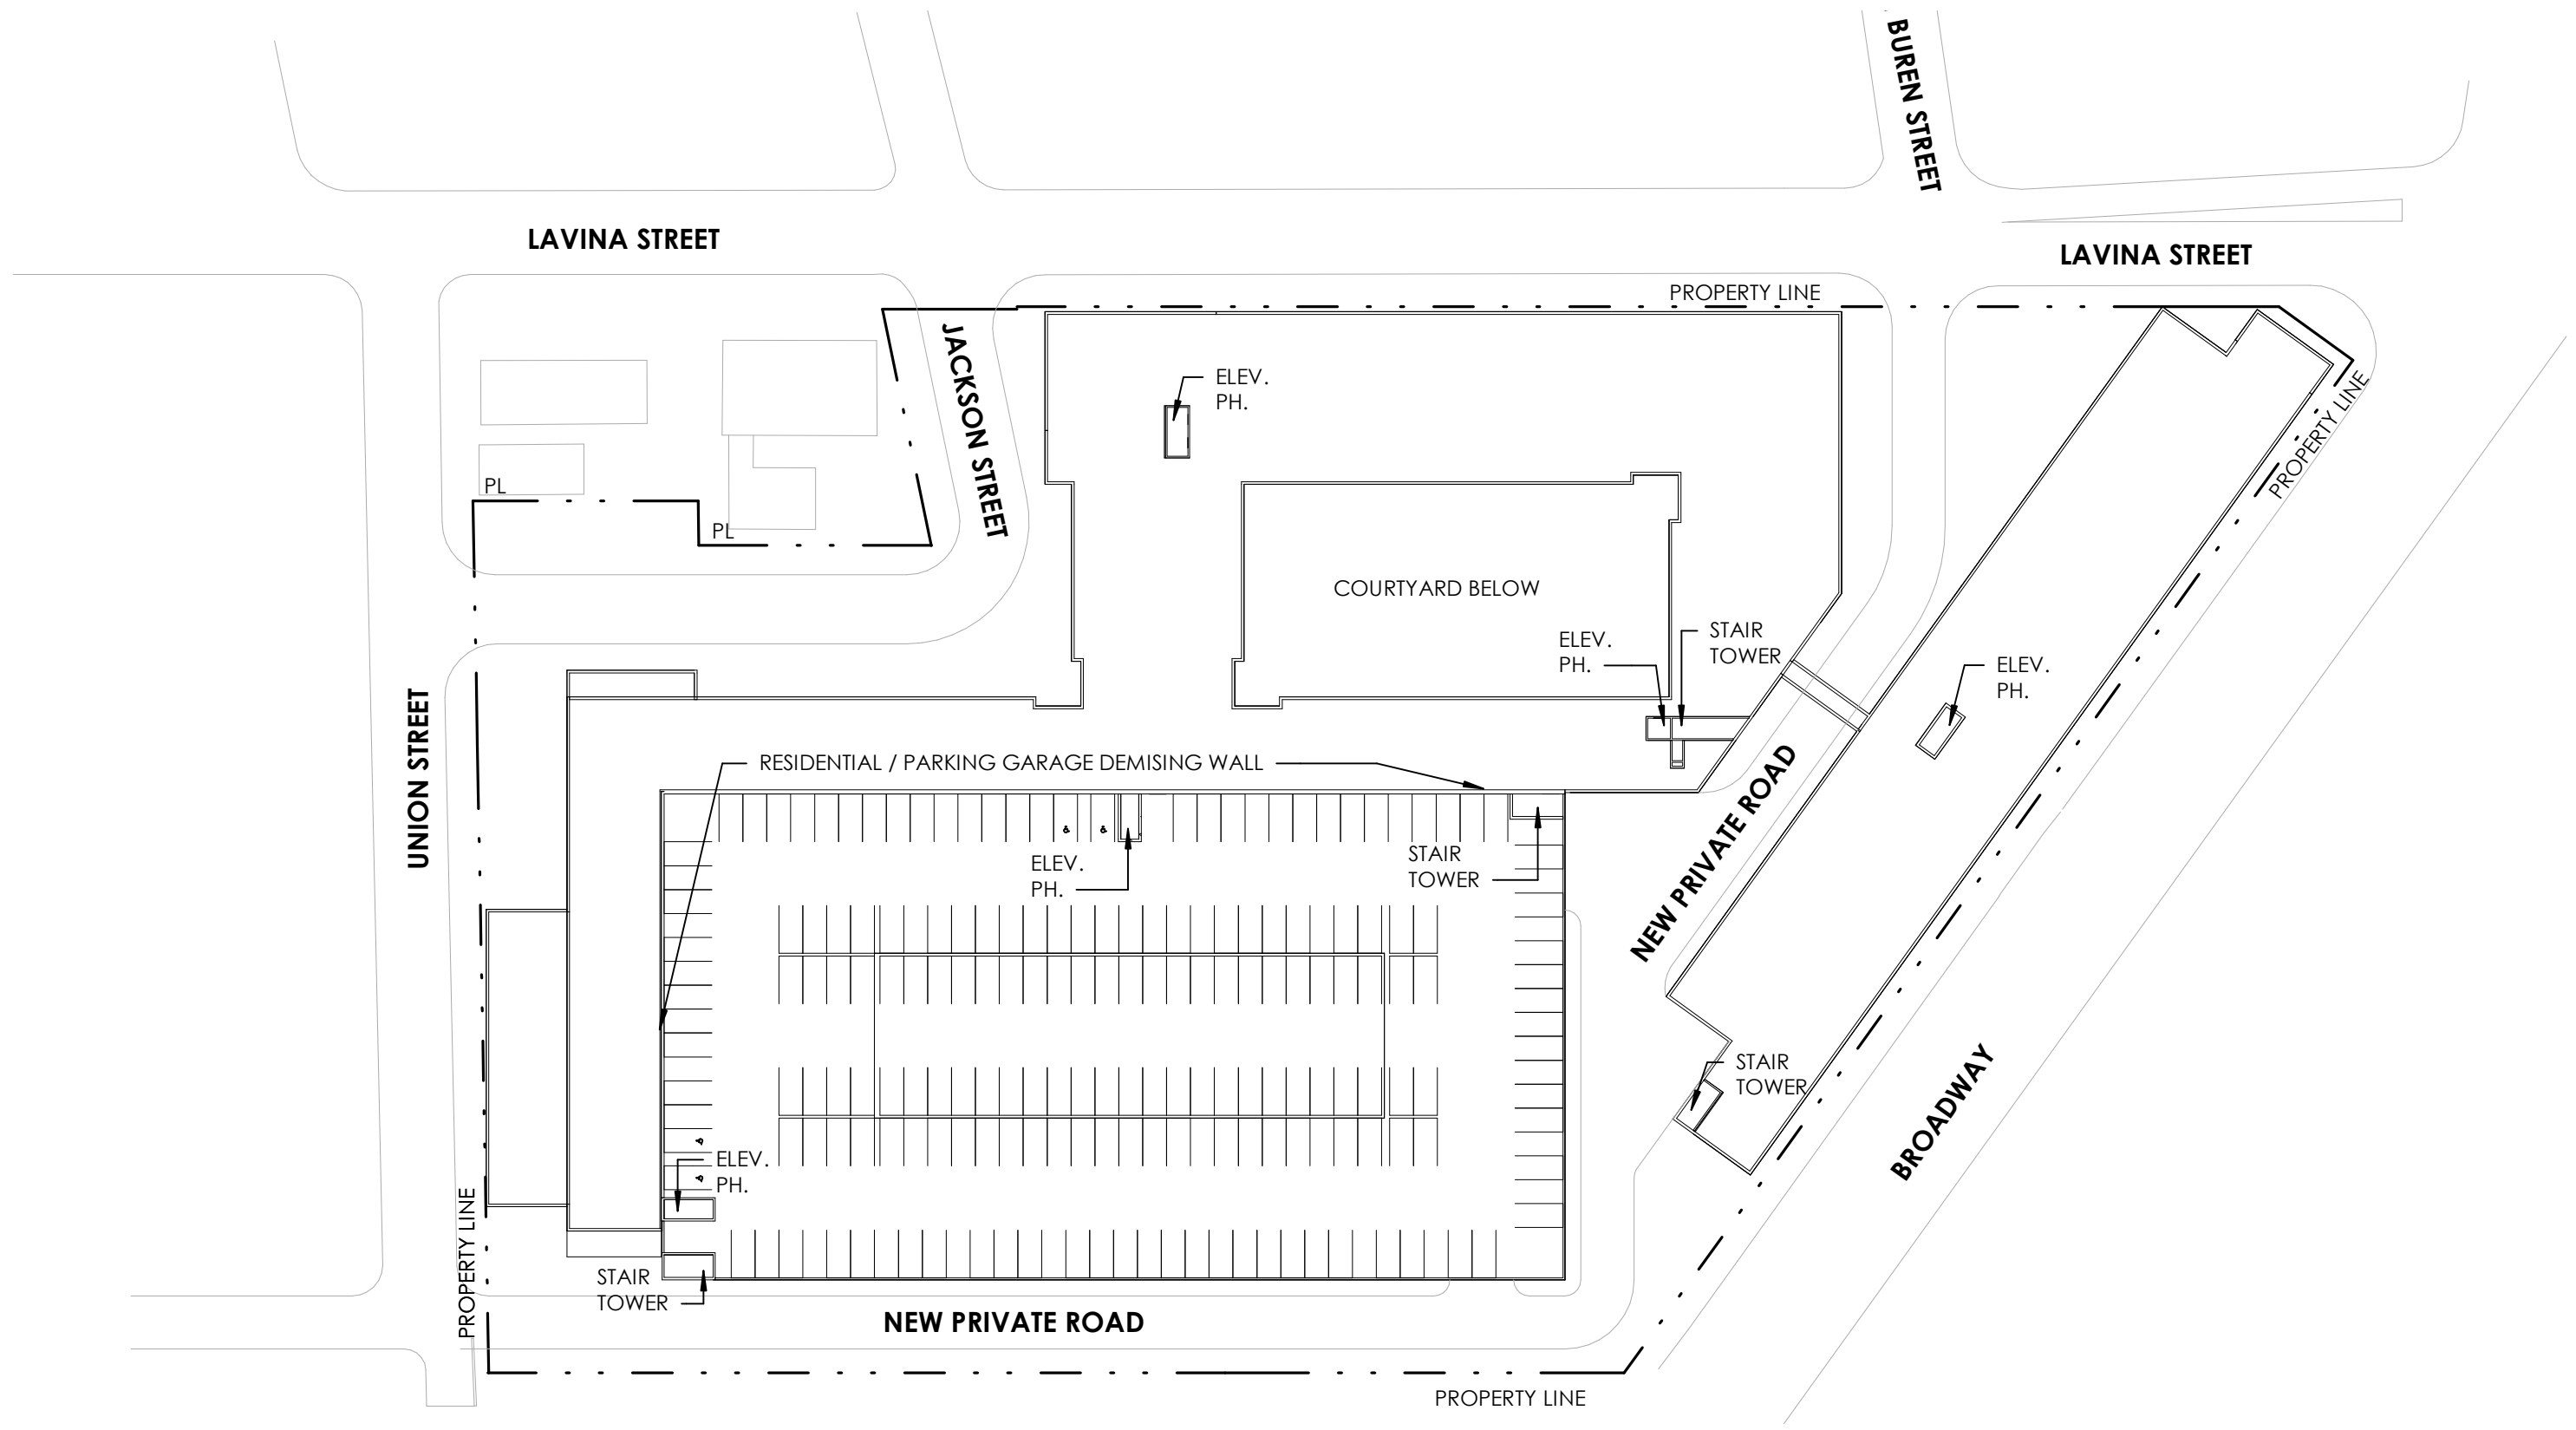 BUREN STREET
LAVINA STREET
LAVINA STREET
PROPERTY LINE
JACKSON STREET
ELEV.
PH.
PROPERTY LINE
PL
PL
COURTYARD BELOW
ELEV.
PH.
STAIR
TOWER
ELEV.
PH.
UNION STREET
RESIDENTIAL / PARKING GARAGE DEMISING WALL
NEW PRIVATE ROAD
ELEV.
PH.
STAIR
TOWER
STAIR
TOWER
BROADWAY
ELEV.
PH.
PROPERTY LINE
STAIR
TOWER
NEW PRIVATE ROAD
PROPERTY LINE